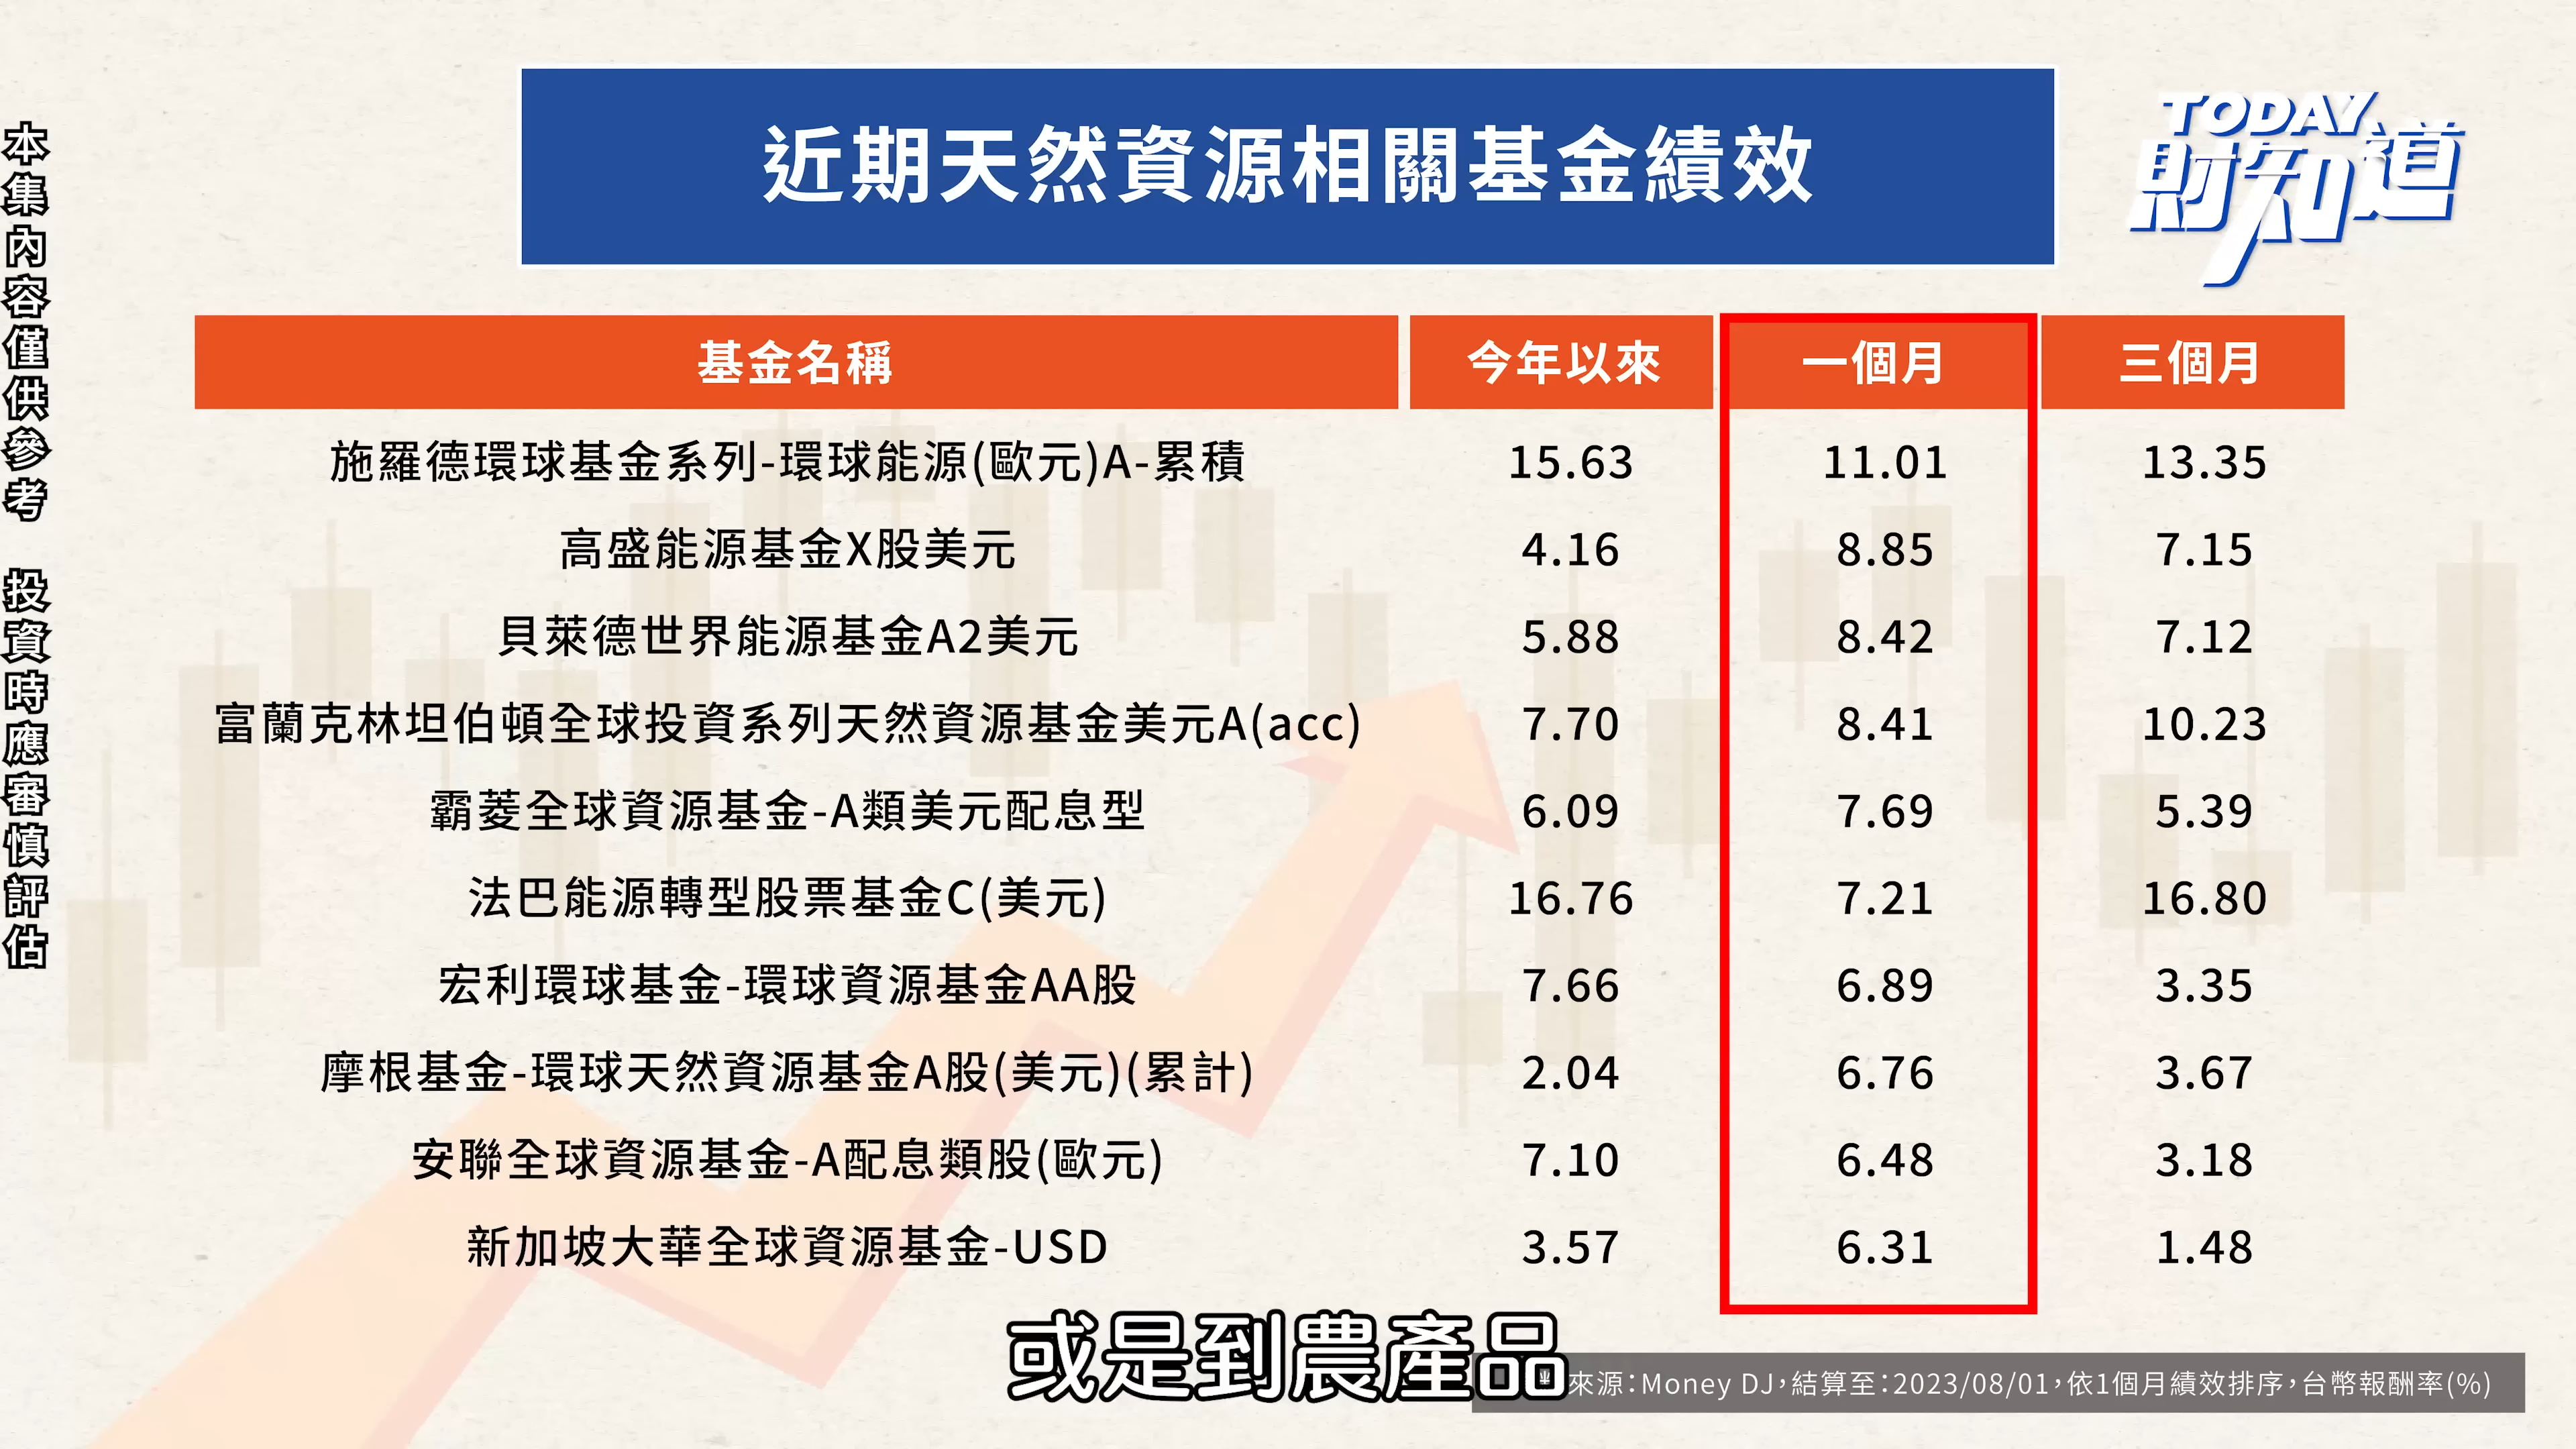 近期天然資源相關基金績效
TODAY
財知道
本集內容僅供參考 投資時應審慎評估
基金名稱 今年以來 一個月 三個月
施羅德環球基金系列-環球能源(歐元)A-累積 15.63 11.01 13.35
高盛能源基金X股美元 4.16 8.85 7.15
貝萊德世界能源基金A2美元 5.88 8.42 7.12
富蘭克林坦伯頓全球投資系列天然資源基金美元A(acc) 7.70 8.41 10.23
霸菱全球資源基金-A類美元配息型 6.09 7.69 5.39
法巴能源轉型股票基金C(美元) 16.76 7.21 16.80
宏利環球基金-環球資源基金AA股 7.66 6.89 3.35
摩根基金-環球天然資源基金A股(美元)(累計) 2.04 6.76 3.67
安聯全球資源基金-A配息類股(歐元) 7.10 6.48 3.18
新加坡大華全球資源基金-USD 3.57 6.31 1.48
或是到農產品
來源:Money DJ,結算至:2023/08/01,依1個月績效排序,台幣報酬率(%)